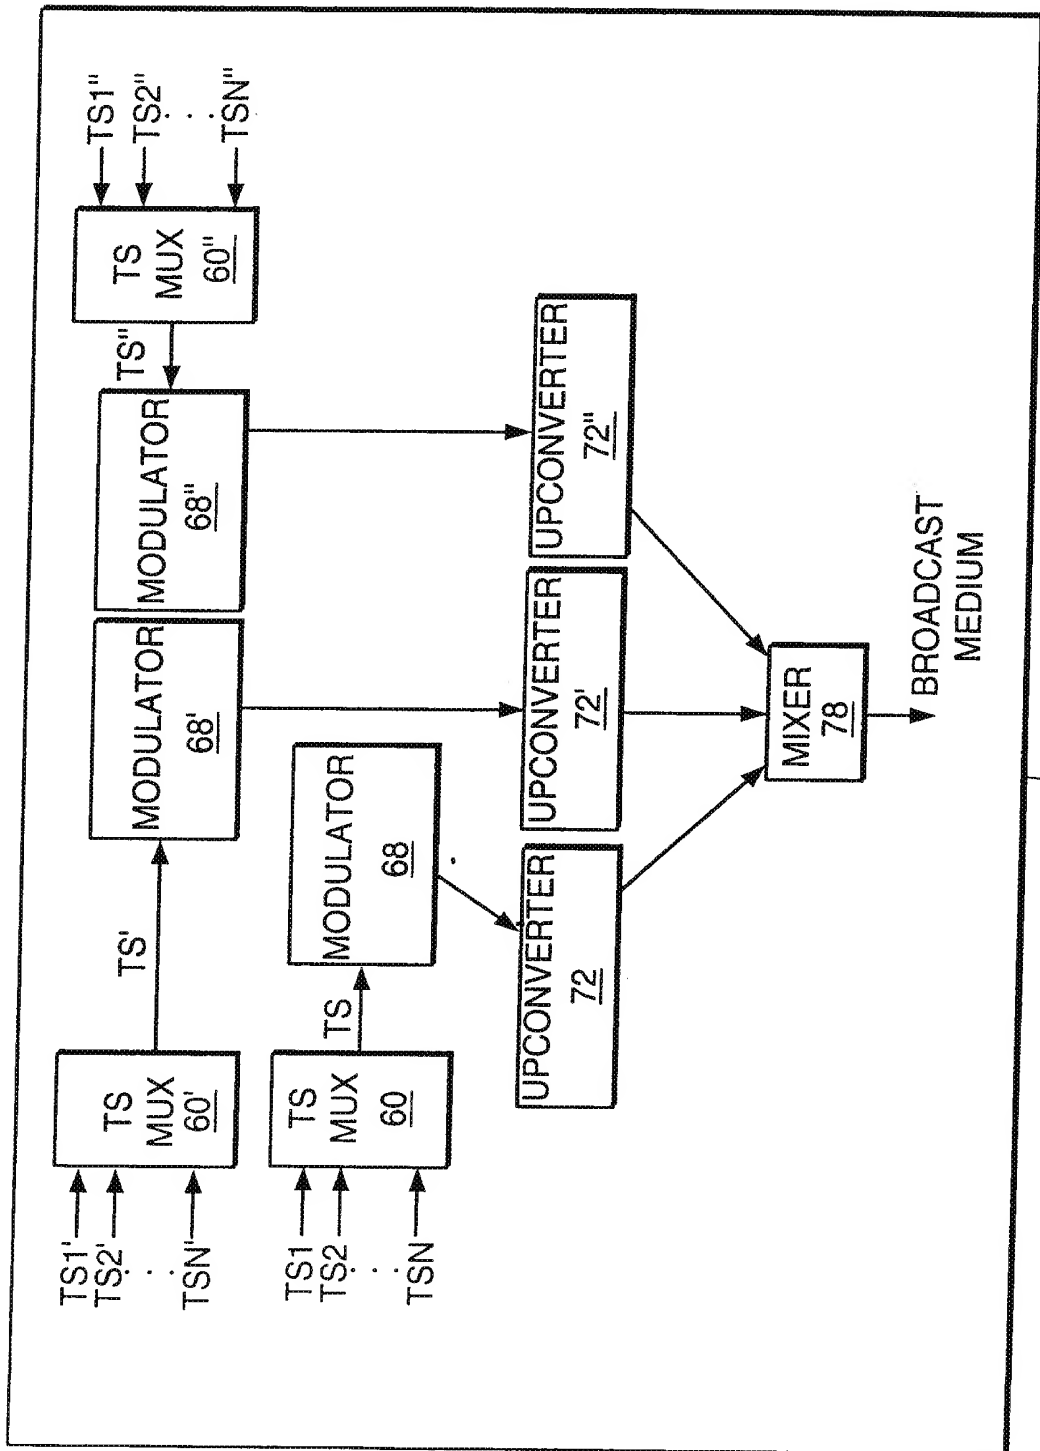 TS1'
TS2'
. . .
TSN'
TS
MUX
60'
TS'
MODULATOR
68'
MODULATOR
68"
TS"
TS
MUX
60"
TS1"
TS2"
. . .
TSN"
TS1
TS2
. . .
TSN
TS
MUX
60
TS
MODULATOR
68
UPCONVERTER
72
UPCONVERTER
72'
UPCONVERTER
72"
MIXER
78
BROADCAST
MEDIUM